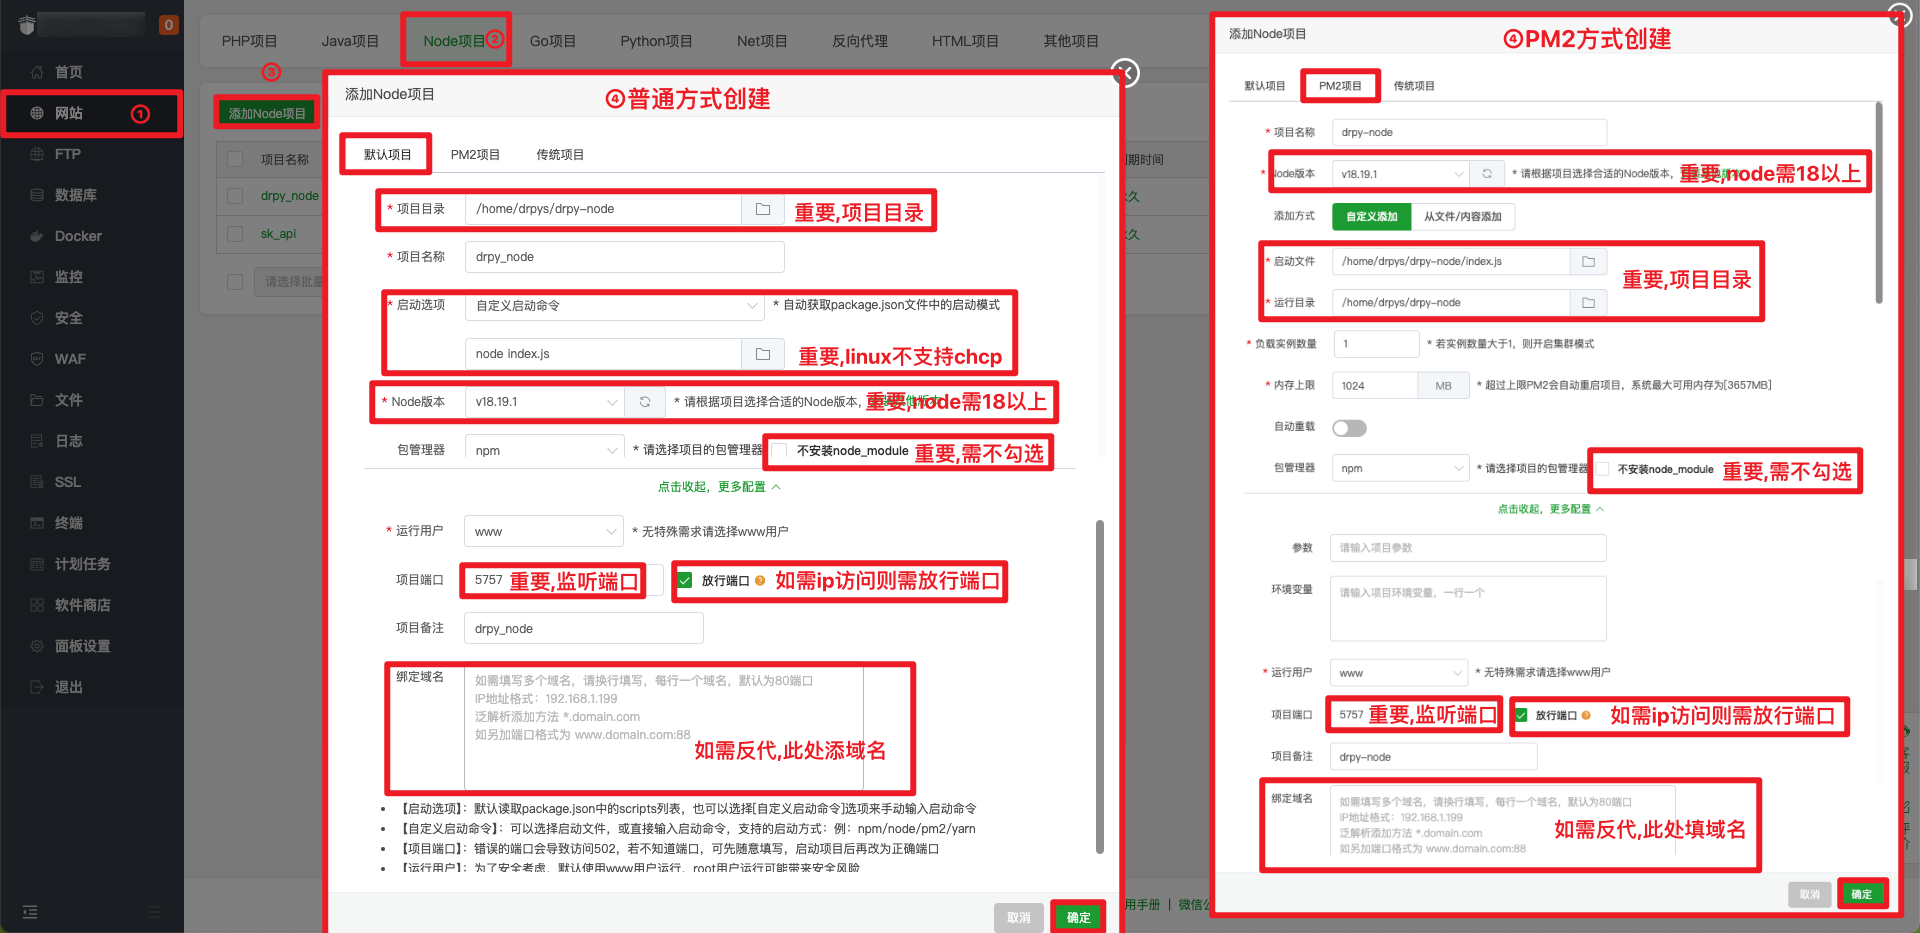 0
首页
网站 ①
FTP
数据库
Docker
监控
安全
WAF
文件
日志
SSL
终端
计划任务
软件商店
面板设置
退出
PHP项目
Java项目
Node项目 ②
Go项目
Python项目
Net项目
反向代理
HTML项目
其他项目
③
添加Node项目
项目名称
期时间
drpy_node
久
sk_api
久
请选择批量
用手册 | 微信公
添加Node项目
④普通方式创建
默认项目
PM2项目
传统项目
* 项目目录 /home/drpys/drpy-node 重要,项目目录
* 项目名称 drpy_node
* 启动选项 自定义启动命令 * 自动获取package.json文件中的启动模式
node index.js 重要,linux不支持chcp
* Node版本 v18.19.1 * 请根据项目选择合适的Node版本, 重要,node需18以上
包管理器 npm * 请选择项目的包管理器 不安装node_module 重要,需不勾选
点击收起，更多配置
* 运行用户 www * 无特殊需求请选择www用户
项目端口 5757 重要,监听端口 放行端口 如需ip访问则需放行端口
项目备注 drpy_node
绑定域名 如需填写多个域名，请换行填写，每行一个域名，默认为80端口
IP地址格式：192.168.1.199
泛解析添加方法 *.domain.com
如另加端口格式为 www.domain.com:88
如需反代,此处添域名
• 【启动选项】：默认读取package.json中的scripts列表，也可以选择[自定义启动命令]选项来手动输入启动命令
• 【自定义启动命令】：可以选择启动文件，或直接输入启动命令，支持的启动方式：例：npm/node/pm2/yarn
• 【项目端口】：错误的端口会导致访问502，若不知道端口，可先随意填写，启动项目后再改为正确端口
• 【运行用户】：为了安全考虑，默认使用www用户运行，root用户运行可能带来安全风险
取消
确定
添加Node项目
④PM2方式创建
默认项目
PM2项目
传统项目
* 项目名称 drpy-node
* Node版本 v18.19.1 * 请根据项目选择合适的Node版本, 重要,node需18以上
添加方式 自定义添加 从文件/内容添加
* 启动文件 /home/drpys/drpy-node/index.js
重要,项目目录
* 运行目录 /home/drpys/drpy-node
* 负载实例数量 1 * 若实例数量大于1，则开启集群模式
* 内存上限 1024 MB * 超过上限PM2会自动重启项目，系统最大可用内存为[3657MB]
自动重载
包管理器 npm * 请选择项目的包管理器 不安装node_module 重要,需不勾选
点击收起，更多配置
参数 请输入项目参数
环境变量 请输入项目环境变量，一行一个
* 运行用户 www * 无特殊需求请选择www用户
项目端口 5757 重要,监听端口 放行端口 如需ip访问则需放行端口
项目备注 drpy-node
绑定域名 如需填写多个域名，请换行填写，每行一个域名，默认为80端口
IP地址格式：192.168.1.199
泛解析添加方法 *.domain.com
如另加端口格式为 www.domain.com:88
如需反代,此处填域名
取消
确定